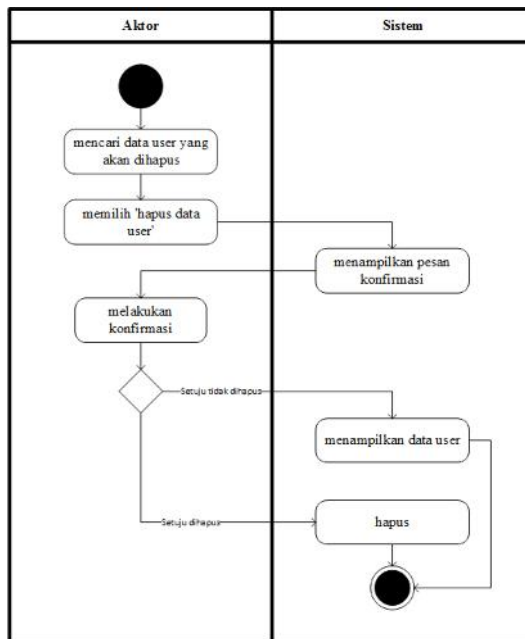 Aktor
Sistem
mencari data user yang
akan dihapus
memilih 'hapus data
user'
menampilkan pesan
konfirmasi
melakukan
konfirmasi
Setuju tidak dihapus
menampilkan data user
hapus
Setuju dihapus